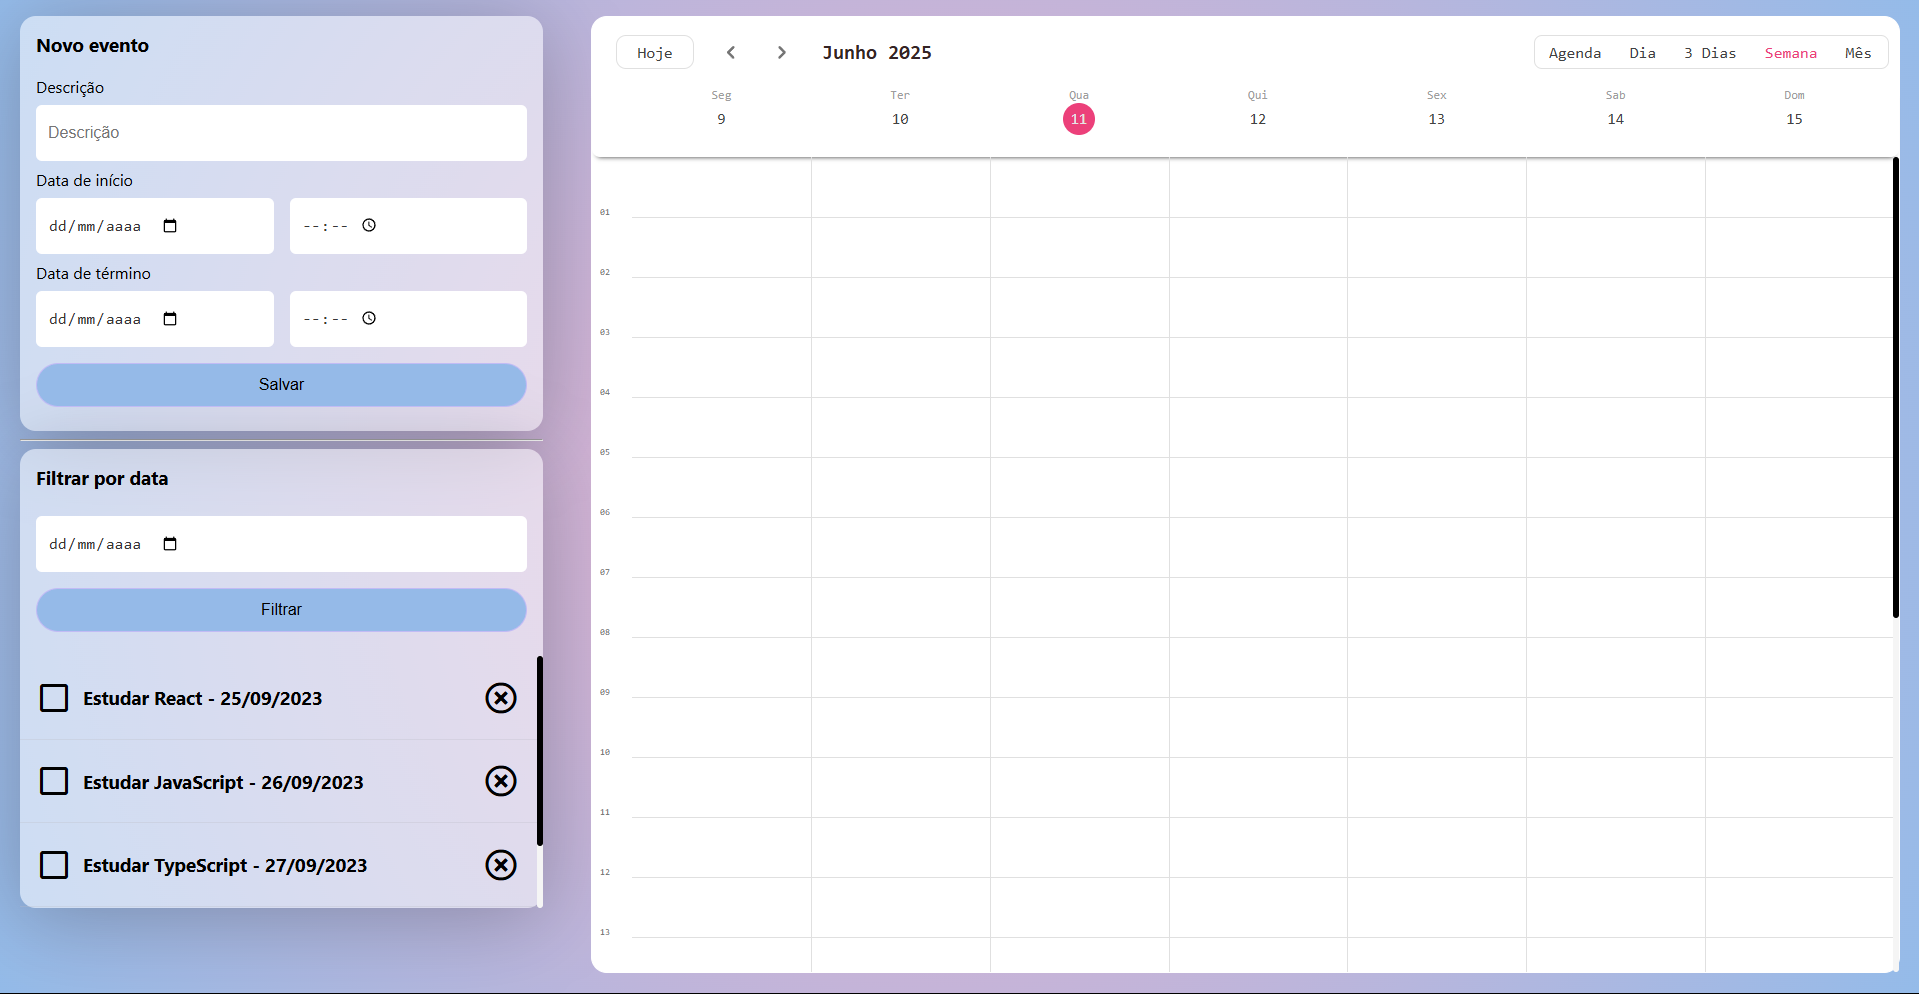 Novo evento
Descrição
Descrição
Data de início
dd/mm/aaaa --:--
Data de término
dd/mm/aaaa --:--
Salvar
Filtrar por data
dd/mm/aaaa
Filtrar
Estudar React - 25/09/2023
Estudar JavaScript - 26/09/2023
Estudar TypeScript - 27/09/2023
Hoje Junho 2025 Agenda Dia 3 Dias Semana Mês
Seg Ter Qua Qui Sex Sab Dom
9 10 11 12 13 14 15
01
02
03
04
05
06
07
08
09
10
11
12
13